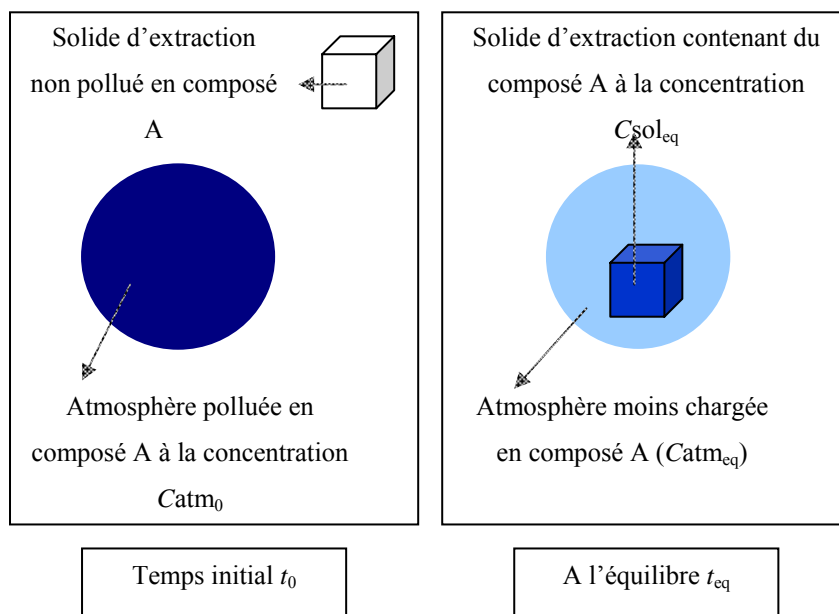 Solide d'extraction
non pollué en composé
A
Atmosphère polluée en
composé A à la concentration
Catm₀
Temps initial t₀
Solide d'extraction contenant du
composé A à la concentration
Csolₑq
Atmosphère moins chargée
en composé A (Catmₑq)
A l'équilibre tₑq